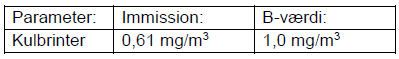 Parameter: Immission: B-værdi:
Kulbrinter 0,61 mg/m³ 1,0 mg/m³